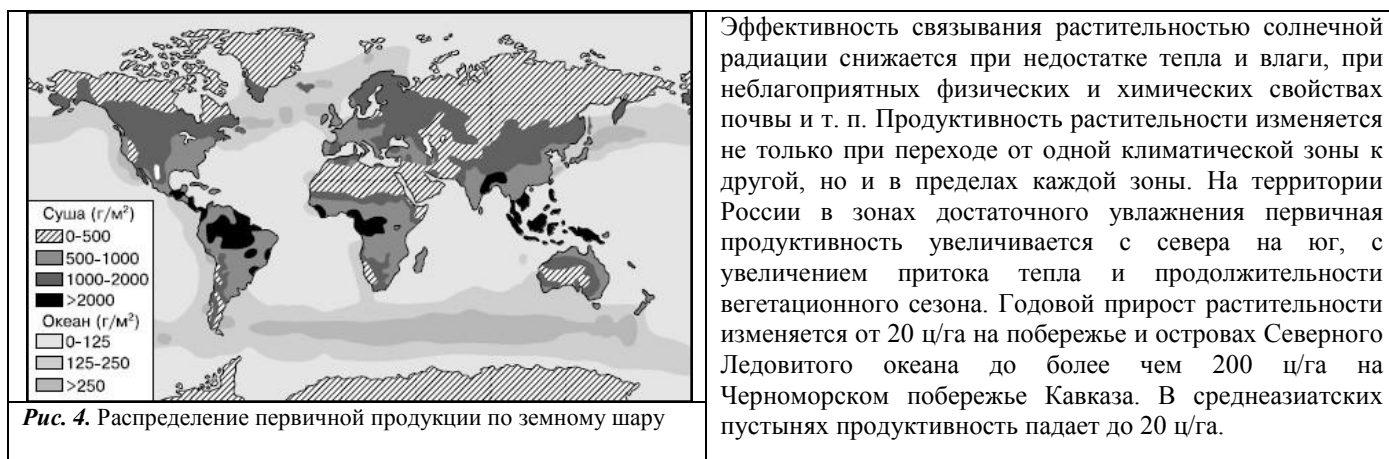 Суша (г/м²)
0-500
500-1000
1000-2000
>2000
Океан (г/м²)
0-125
125-250
>250
Рис. 4. Распределение первичной продукции по земному шару
Эффективность связывания растительностью солнечной
радиации снижается при недостатке тепла и влаги, при
неблагоприятных физических и химических свойствах
почвы и т. п. Продуктивность растительности изменяется
не только при переходе от одной климатической зоны к
другой, но и в пределах каждой зоны. На территории
России в зонах достаточного увлажнения первичная
продуктивность увеличивается с севера на юг, с
увеличением притока тепла и продолжительности
вегетационного сезона. Годовой прирост растительности
изменяется от 20 ц/га на побережье и островах Северного
Ледовитого океана до более чем 200 ц/га на
Черноморском побережье Кавказа. В среднеазиатских
пустынях продуктивность падает до 20 ц/га.